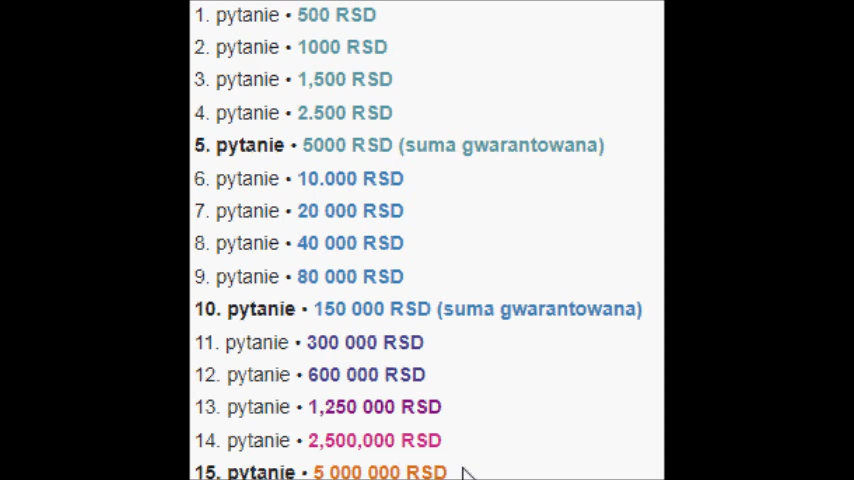 1. pytanie • 500 RSD
2. pytanie • 1000 RSD
3. pytanie • 1,500 RSD
4. pytanie • 2.500 RSD
5. pytanie • 5000 RSD (suma gwarantowana)
6. pytanie • 10.000 RSD
7. pytanie • 20 000 RSD
8. pytanie • 40 000 RSD
9. pytanie • 80 000 RSD
10. pytanie • 150 000 RSD (suma gwarantowana)
11. pytanie • 300 000 RSD
12. pytanie • 600 000 RSD
13. pytanie • 1,250 000 RSD
14. pytanie • 2,500,000 RSD
15. pytanie • 5 000 000 RSD